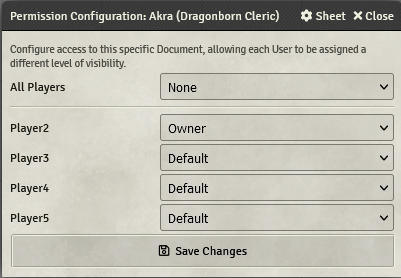 Permission Configuration: Akra (Dragonborn Cleric) Sheet Close
Configure access to this specific Document, allowing each User to be assigned a
different level of visibility.
All Players None
Player2 Owner
Player3 Default
Player4 Default
Player5 Default
Save Changes